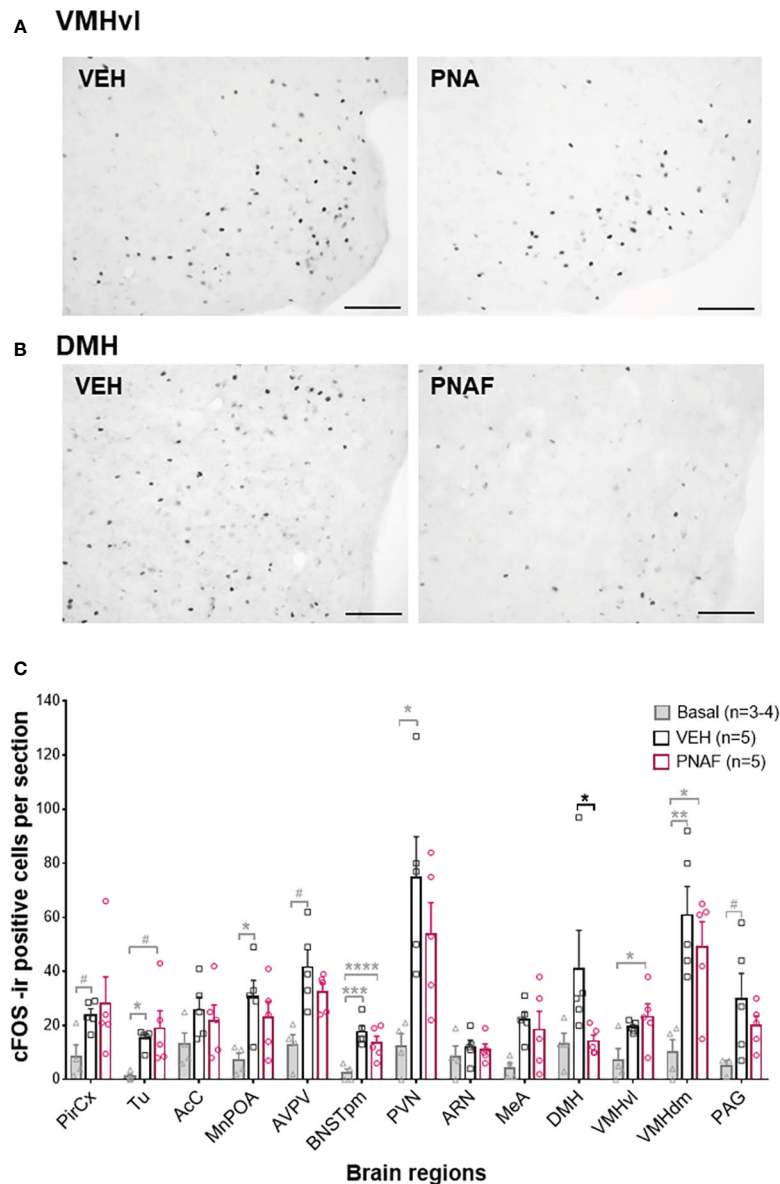 A VMHvl
VEH
PNA
B DMH
VEH
PNAF
C
140
120
100
80
60
40
20
0
cFOS -ir positive cells per section
Basal (n=3-4)
VEH (n=5)
PNAF (n=5)
#
*
#
*
#
***
****
*
*
*
**
*
#
PirCx
Tu
AcC
MnPOA
AVPV
BNSTpm
PVN
ARN
MeA
DMH
VMHvl
VMHdm
PAG
Brain regions